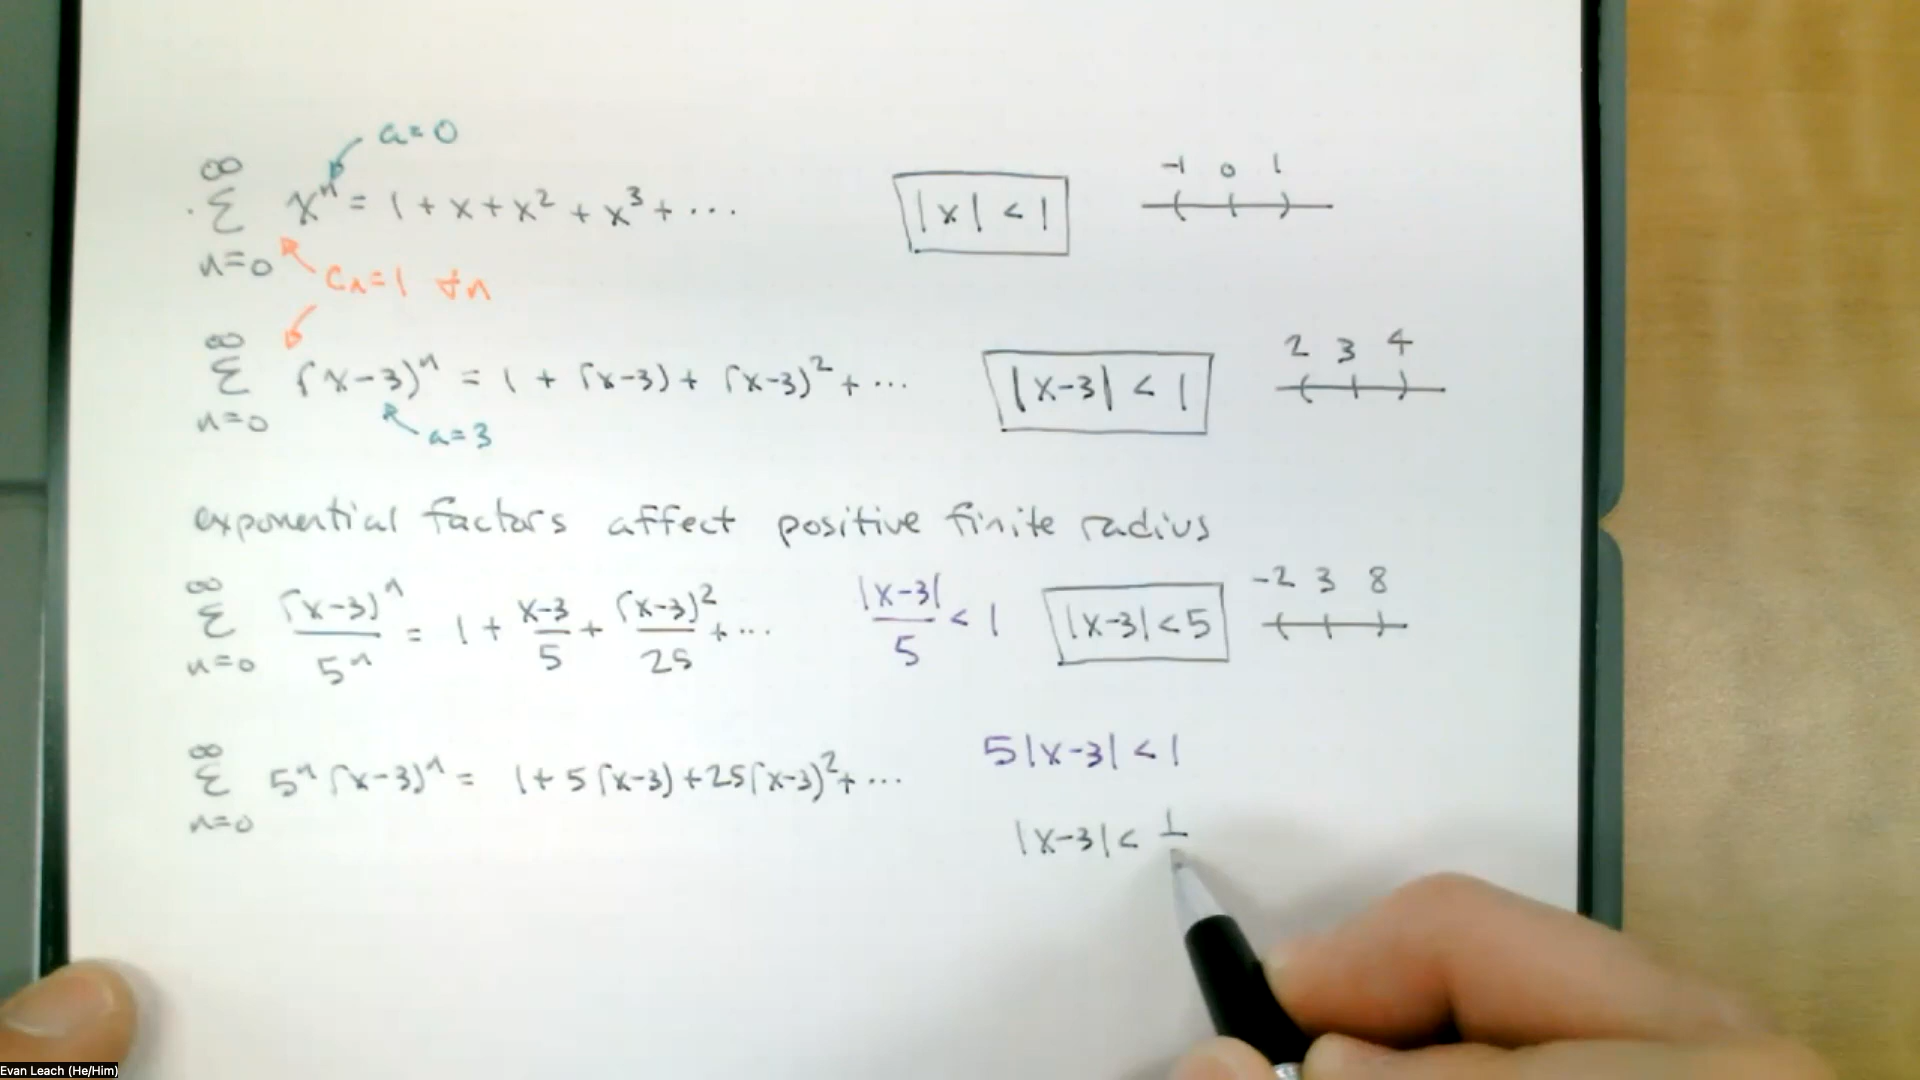 a=0
∞ Σ n=0 xⁿ = 1 + x + x² + x³ + ··· |x| < 1 -1 0 1
cₙ=1 ∀n
∞ Σ n=0 (x-3)ⁿ = 1 + (x-3) + (x-3)² + ··· |x-3| < 1 2 3 4
a=3
exponential factors affect positive finite radius
∞ Σ n=0 (x-3)ⁿ/5ⁿ = 1 + x-3/5 + (x-3)²/25 + ··· |x-3|/5 < 1 |x-3|<5 -2 3 8
∞ Σ n=0 5ⁿ(x-3)ⁿ = 1+5(x-3)+25(x-3)²+ ··· 5|x-3| < 1
|x-3| < 1
Evan Leach (He/Him)